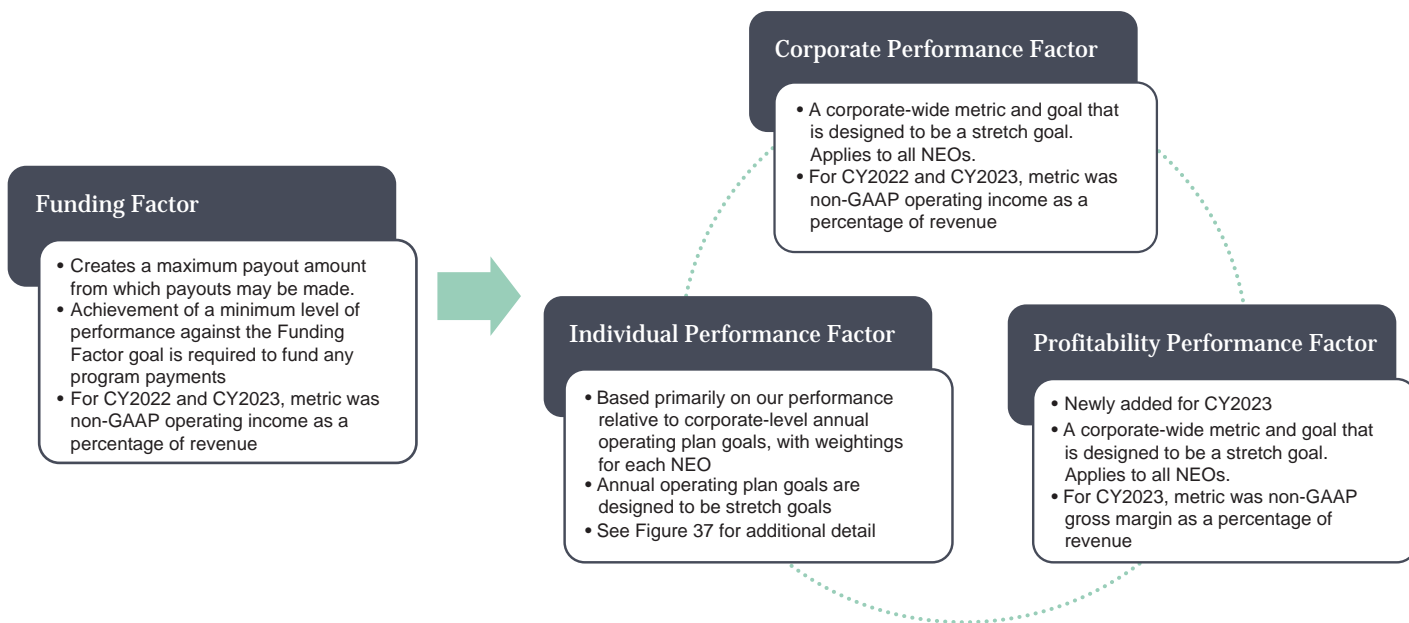 Funding Factor
• Creates a maximum payout amount
from which payouts may be made.
• Achievement of a minimum level of
performance against the Funding
Factor goal is required to fund any
program payments
• For CY2022 and CY2023, metric was
non-GAAP operating income as a
percentage of revenue
Corporate Performance Factor
• A corporate-wide metric and goal that
is designed to be a stretch goal.
Applies to all NEOs.
• For CY2022 and CY2023, metric was
non-GAAP operating income as a
percentage of revenue
Individual Performance Factor
• Based primarily on our performance
relative to corporate-level annual
operating plan goals, with weightings
for each NEO
• Annual operating plan goals are
designed to be stretch goals
• See Figure 37 for additional detail
Profitability Performance Factor
• Newly added for CY2023
• A corporate-wide metric and goal that
is designed to be a stretch goal.
Applies to all NEOs.
• For CY2023, metric was non-GAAP
gross margin as a percentage of
revenue